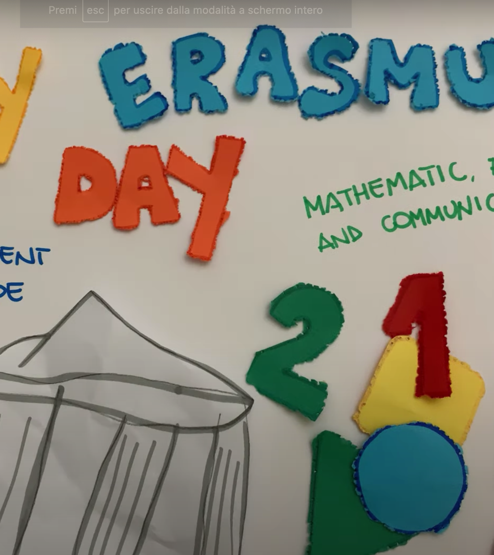 Premi esc per uscire dalla modalità a schermo intero
Y ERASMU
DAY
MATHEMATIC,
AND COMMUNIC
ENT
DE
21